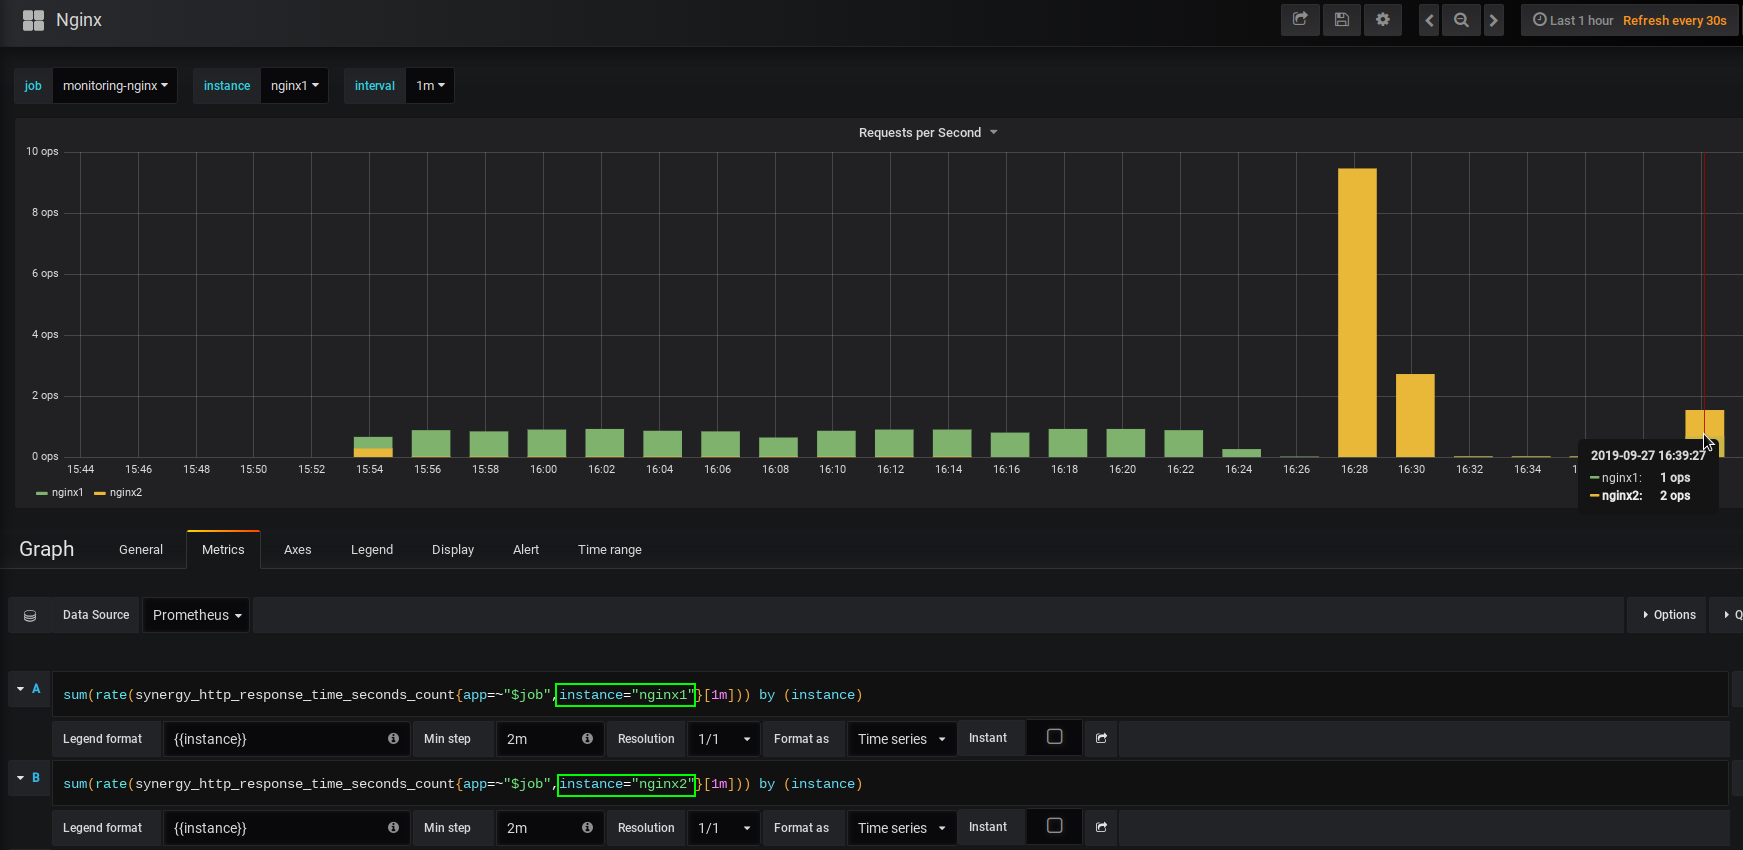 Nginx
Last 1 hour Refresh every 30s
job monitoring-nginx instance nginx1 interval 1m
Requests per Second
10 ops
8 ops
6 ops
4 ops
2 ops
0 ops
15:44 15:46 15:48 15:50 15:52 15:54 15:56 15:58 16:00 16:02 16:04 16:06 16:08 16:10 16:12 16:14 16:16 16:18 16:20 16:22 16:24 16:26 16:28 16:30 16:32 16:34
nginx1 nginx2
2019-09-27 16:39:27
nginx1: 1 ops
nginx2: 2 ops
Graph General Metrics Axes Legend Display Alert Time range
Data Source Prometheus Options Q
A sum(rate(synergy_http_response_time_seconds_count{app=~"$job",instance="nginx1"}[1m])) by (instance)
Legend format {{instance}} Min step 2m Resolution 1/1 Format as Time series Instant
B sum(rate(synergy_http_response_time_seconds_count{app=~"$job",instance="nginx2"}[1m])) by (instance)
Legend format {{instance}} Min step 2m Resolution 1/1 Format as Time series Instant